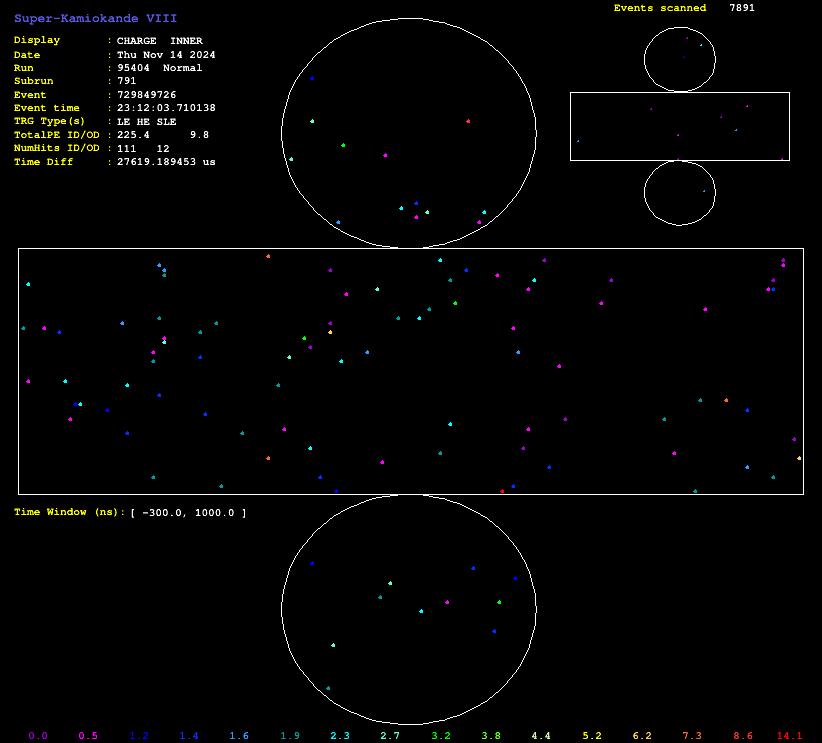 Super-Kamiokande VIII
Events scanned 7891
Display : CHARGE INNER
Date : Thu Nov 14 2024
Run : 95404 Normal
Subrun : 791
Event : 729849726
Event time : 23:12:03.710138
TRG Type(s) : LE HE SLE
TotalPE ID/OD : 225.4 9.8
NumHits ID/OD : 111 12
Time Diff : 27619.189453 us
Time Window (ns): [ -300.0, 1000.0 ]
0.0 0.5 1.2 1.4 1.6 1.9 2.3 2.7 3.2 3.8 4.4 5.2 6.2 7.3 8.6 14.1